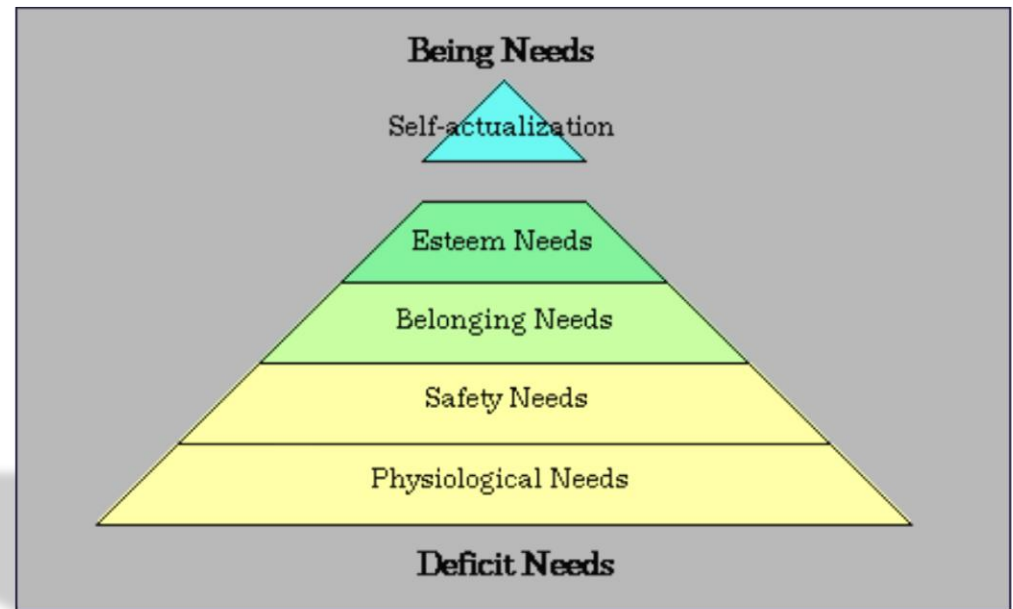 Being Needs
Self-actualization
Esteem Needs
Belonging Needs
Safety Needs
Physiological Needs
Deficit Needs